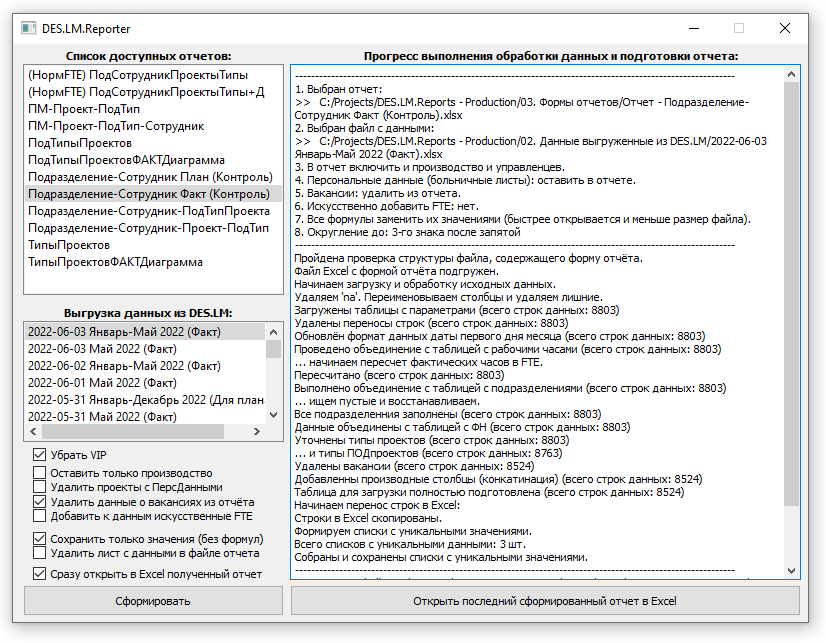 DES.LM.Reporter
Список доступных отчетов:
(НормFTE) ПодСотрудникПроектыТипы
(НормFTE) ПодСотрудникПроектыТипы+Д
ПМ-Проект-ПодТип
ПМ-Проект-ПодТип-Сотрудник
ПодТипыПроектов
ПодТипыПроектовФАКТДиаграмма
Подразделение-Сотрудник План (Контроль)
Подразделение-Сотрудник Факт (Контроль)
Подразделение-Сотрудник-ПодТипПроекта
Подразделение-Сотрудник-Проект-ПодТип
ТипыПроектов
ТипыПроектовФАКТДиаграмма
Выгрузка данных из DES.LM:
2022-06-03 Январь-Май 2022 (Факт)
2022-06-03 Май 2022 (Факт)
2022-06-02 Январь-Май 2022 (Факт)
2022-06-01 Май 2022 (Факт)
2022-05-31 Январь-Декабрь 2022 (Для план
2022-05-31 Май 2022 (Факт)
Убрать VIP
Оставить только производство
Удалить проекты с ПерсДанными
Удалить данные о вакансиях из отчёта
Добавить к данным искусственные FTE
Сохранить только значения (без формул)
Удалить лист с данными в файле отчета
Сразу открыть в Excel полученный отчет
Сформировать
Прогресс выполнения обработки данных и подготовки отчета:
1. Выбран отчет:
>> C:/Projects/DES.LM.Reports - Production/03. Формы отчетов/Отчет - Подразделение-
Сотрудник Факт (Контроль).xlsx
2. Выбран файл с данными:
>> C:/Projects/DES.LM.Reports - Production/02. Данные выгруженные из DES.LM/2022-06-03
Январь-Май 2022 (Факт).xlsx
3. В отчет включить и производство и управленцев.
4. Персональные данные (больничные листы): оставить в отчете.
5. Вакансии: удалить из отчета.
6. Искусственно добавить FTE: нет.
7. Все формулы заменить их значениями (быстрее открывается и меньше размер файла).
8. Округление до: 3-го знака после запятой
Пройдена проверка структуры файла, содержащего форму отчёта.
Файл Excel с формой отчёта подгружен.
Начинаем загрузку и обработку исходных данных.
Удаляем 'na'. Переименовываем столбцы и удаляем лишние.
Загружены таблицы с параметрами (всего строк данных: 8803)
Удалены переносы строк (всего строк данных: 8803)
Обновлён формат данных даты первого дня месяца (всего строк данных: 8803)
Проведено объединение с таблицей с рабочими часами (всего строк данных: 8803)
... начинаем пересчет фактических часов в FTE.
Пересчитано (всего строк данных: 8803)
Выполнено объединение с таблицей с подразделениями (всего строк данных: 8803)
... ищем пустые и восстанавливаем.
Все подразделенния заполнены (всего строк данных: 8803)
Данные объединены с таблицей с ФН (всего строк данных: 8803)
Уточнены типы проектов (всего строк данных: 8803)
... и типы ПОДпроектов (всего строк данных: 8763)
Удалены вакансии (всего строк данных: 8524)
Добавленны производные столбцы (конкатинация) (всего строк данных: 8524)
Таблица для загрузки полностью подготовлена (всего строк данных: 8524)
Начинаем перенос строк в Excel:
Строки в Excel скопированы.
Формируем списки с уникальными значениями.
Всего списков с уникальными данными: 3 шт.
Собраны и сохранены списки с уникальными значениями.
Открыть последний сформированный отчет в Excel